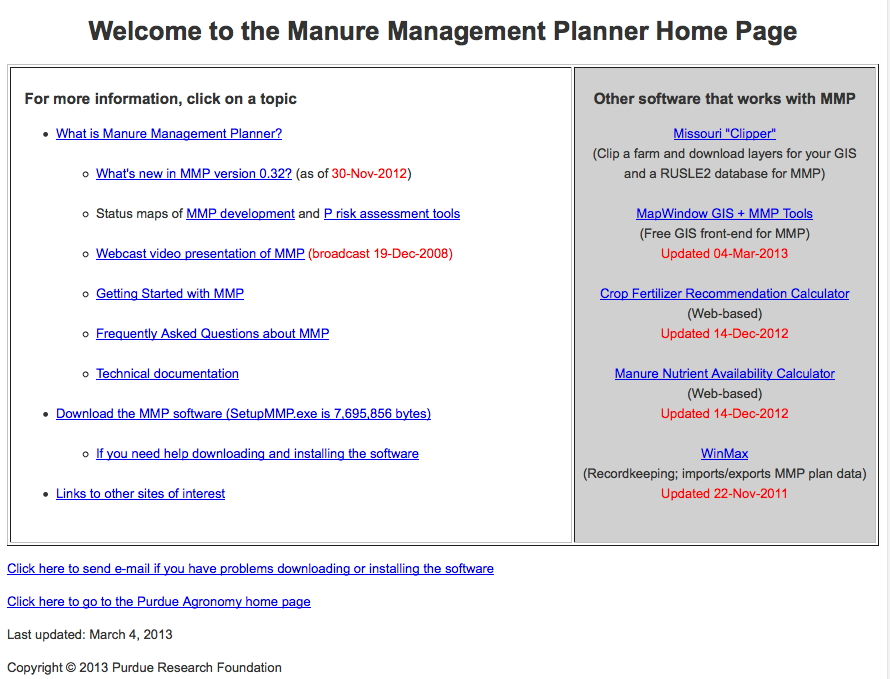 Welcome to the Manure Management Planner Home Page
For more information, click on a topic
What is Manure Management Planner?
What's new in MMP version 0.32? (as of 30-Nov-2012)
Status maps of MMP development and P risk assessment tools
Webcast video presentation of MMP (broadcast 19-Dec-2008)
Getting Started with MMP
Frequently Asked Questions about MMP
Technical documentation
Download the MMP software (SetupMMP.exe is 7,695,856 bytes)
If you need help downloading and installing the software
Links to other sites of interest
Other software that works with MMP
Missouri "Clipper"
(Clip a farm and download layers for your GIS
and a RUSLE2 database for MMP)
MapWindow GIS + MMP Tools
(Free GIS front-end for MMP)
Updated 04-Mar-2013
Crop Fertilizer Recommendation Calculator
(Web-based)
Updated 14-Dec-2012
Manure Nutrient Availability Calculator
(Web-based)
Updated 14-Dec-2012
WinMax
(Recordkeeping; imports/exports MMP plan data)
Updated 22-Nov-2011
Click here to send e-mail if you have problems downloading or installing the software
Click here to go to the Purdue Agronomy home page
Last updated: March 4, 2013
Copyright © 2013 Purdue Research Foundation